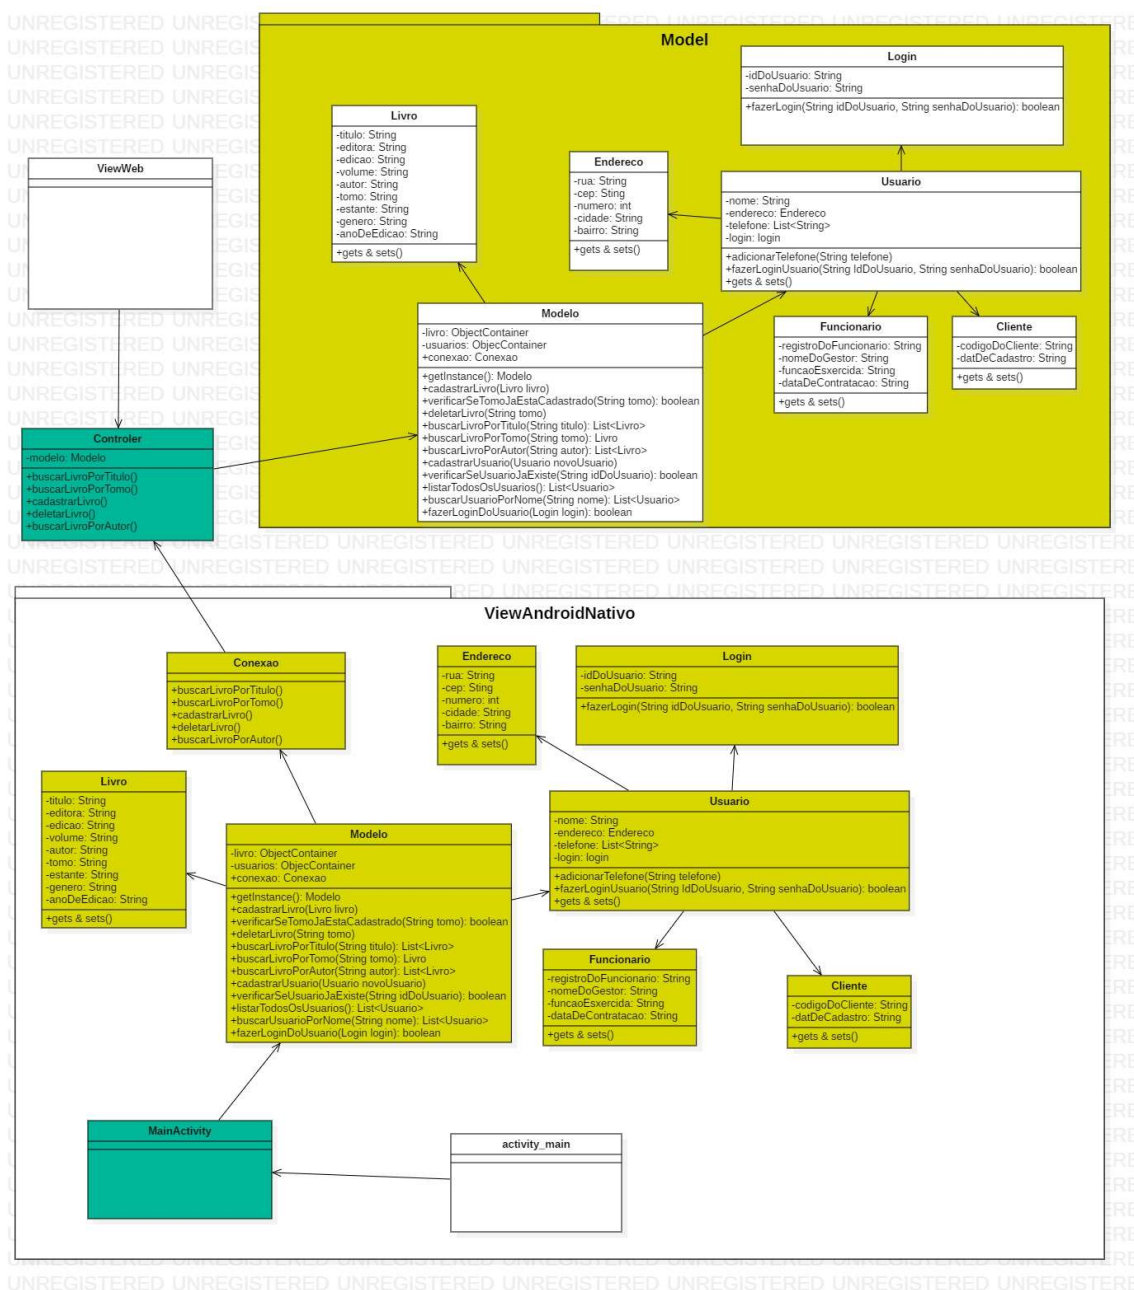 Model
Login
-idDoUsuario: String
-senhaDoUsuario: String
+fazerLogin(String idDoUsuario, String senhaDoUsuario): boolean
Livro
-titulo: String
-editora: String
-edicao: String
-volume: String
-autor: String
-tomo: String
-estante: String
-genero: String
-anoDeEdicao: String
+gets & sets()
Endereco
-rua: String
-cep: Sting
-numero: int
-cidade: String
-bairro: String
+gets & sets()
ViewWeb
Usuario
-nome: String
-endereco: Endereco
-telefone: List<String>
-login: login
+adicionarTelefone(String telefone)
+fazerLoginUsuario(String IdDoUsuario, String senhaDoUsuario): boolean
+gets & sets()
Modelo
-livro: ObjectContainer
-usuarios: ObjecContainer
+conexao: Conexao
+getInstance(): Modelo
+cadastrarLivro(Livro livro)
+verificarSeTomoJaEstaCadastrado(String tomo): boolean
+deletarLivro(String tomo)
+buscarLivroPorTitulo(String titulo): List<Livro>
+buscarLivroPorTomo(String tomo): Livro
+buscarLivroPorAutor(String autor): List<Livro>
+cadastrarUsuario(Usuario novoUsuario)
+verificarSeUsuarioJaExiste(String idDoUsuario): boolean
+listarTodosOsUsuarios(): List<Usuario>
+buscarUsuarioPorNome(String nome): List<Usuario>
+fazerLoginDoUsuario(Login login): boolean
Funcionario
-registroDoFuncionario: String
-nomeDoGestor: String
-funcaoEsxercida: String
-dataDeContratacao: String
+gets & sets()
Cliente
-codigoDoCliente: String
-datDeCadastro: String
+gets & sets()
Controler
-modelo: Modelo
+buscarLivroPorTitulo()
+buscarLivroPorTomo()
+cadastrarLivro()
+deletarLivro()
+buscarLivroPorAutor()
ViewAndroidNativo
Conexao
+buscarLivroPorTitulo()
+buscarLivroPorTomo()
+cadastrarLivro()
+deletarLivro()
+buscarLivroPorAutor()
Endereco
-rua: String
-cep: Sting
-numero: int
-cidade: String
-bairro: String
+gets & sets()
Login
-idDoUsuario: String
-senhaDoUsuario: String
+fazerLogin(String idDoUsuario, String senhaDoUsuario): boolean
Livro
-titulo: String
-editora: String
-edicao: String
-volume: String
-autor: String
-tomo: String
-estante: String
-genero: String
-anoDeEdicao: String
+gets & sets()
Modelo
-livro: ObjectContainer
-usuarios: ObjecContainer
+conexao: Conexao
+getInstance(): Modelo
+cadastrarLivro(Livro livro)
+verificarSeTomoJaEstaCadastrado(String tomo): boolean
+deletarLivro(String tomo)
+buscarLivroPorTitulo(String titulo): List<Livro>
+buscarLivroPorTomo(String tomo): Livro
+buscarLivroPorAutor(String autor): List<Livro>
+cadastrarUsuario(Usuario novoUsuario)
+verificarSeUsuarioJaExiste(String idDoUsuario): boolean
+listarTodosOsUsuarios(): List<Usuario>
+buscarUsuarioPorNome(String nome): List<Usuario>
+fazerLoginDoUsuario(Login login): boolean
Usuario
-nome: String
-endereco: Endereco
-telefone: List<String>
-login: login
+adicionarTelefone(String telefone)
+fazerLoginUsuario(String IdDoUsuario, String senhaDoUsuario): boolean
+gets & sets()
Funcionario
-registroDoFuncionario: String
-nomeDoGestor: String
-funcaoEsxercida: String
-dataDeContratacao: String
+gets & sets()
Cliente
-codigoDoCliente: String
-datDeCadastro: String
+gets & sets()
MainActivity
activity_main
UNREGISTERED UNREGISTERED UNREGISTERED UNREGISTERED UNREGISTERED UNREGISTERED